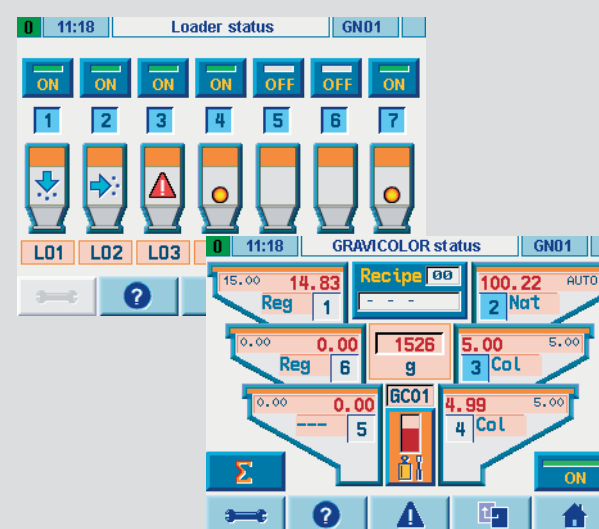 0 11:18 Loader status GN01
ON ON ON ON OFF OFF ON
1 2 3 4 5 6 7
L01 L02 L03
?
0 11:18 GRAVICOLOR status GN01
15.00 14.83 Recipe 00 100.22 AUTO
Reg 1 - - - 2 Nat
0.00 0.00 1526 5.00 5.00
Reg 6 g 3 Col
0.00 0.00 GC01 4.99 5.00
--- 5 4 Col
Σ ON
?